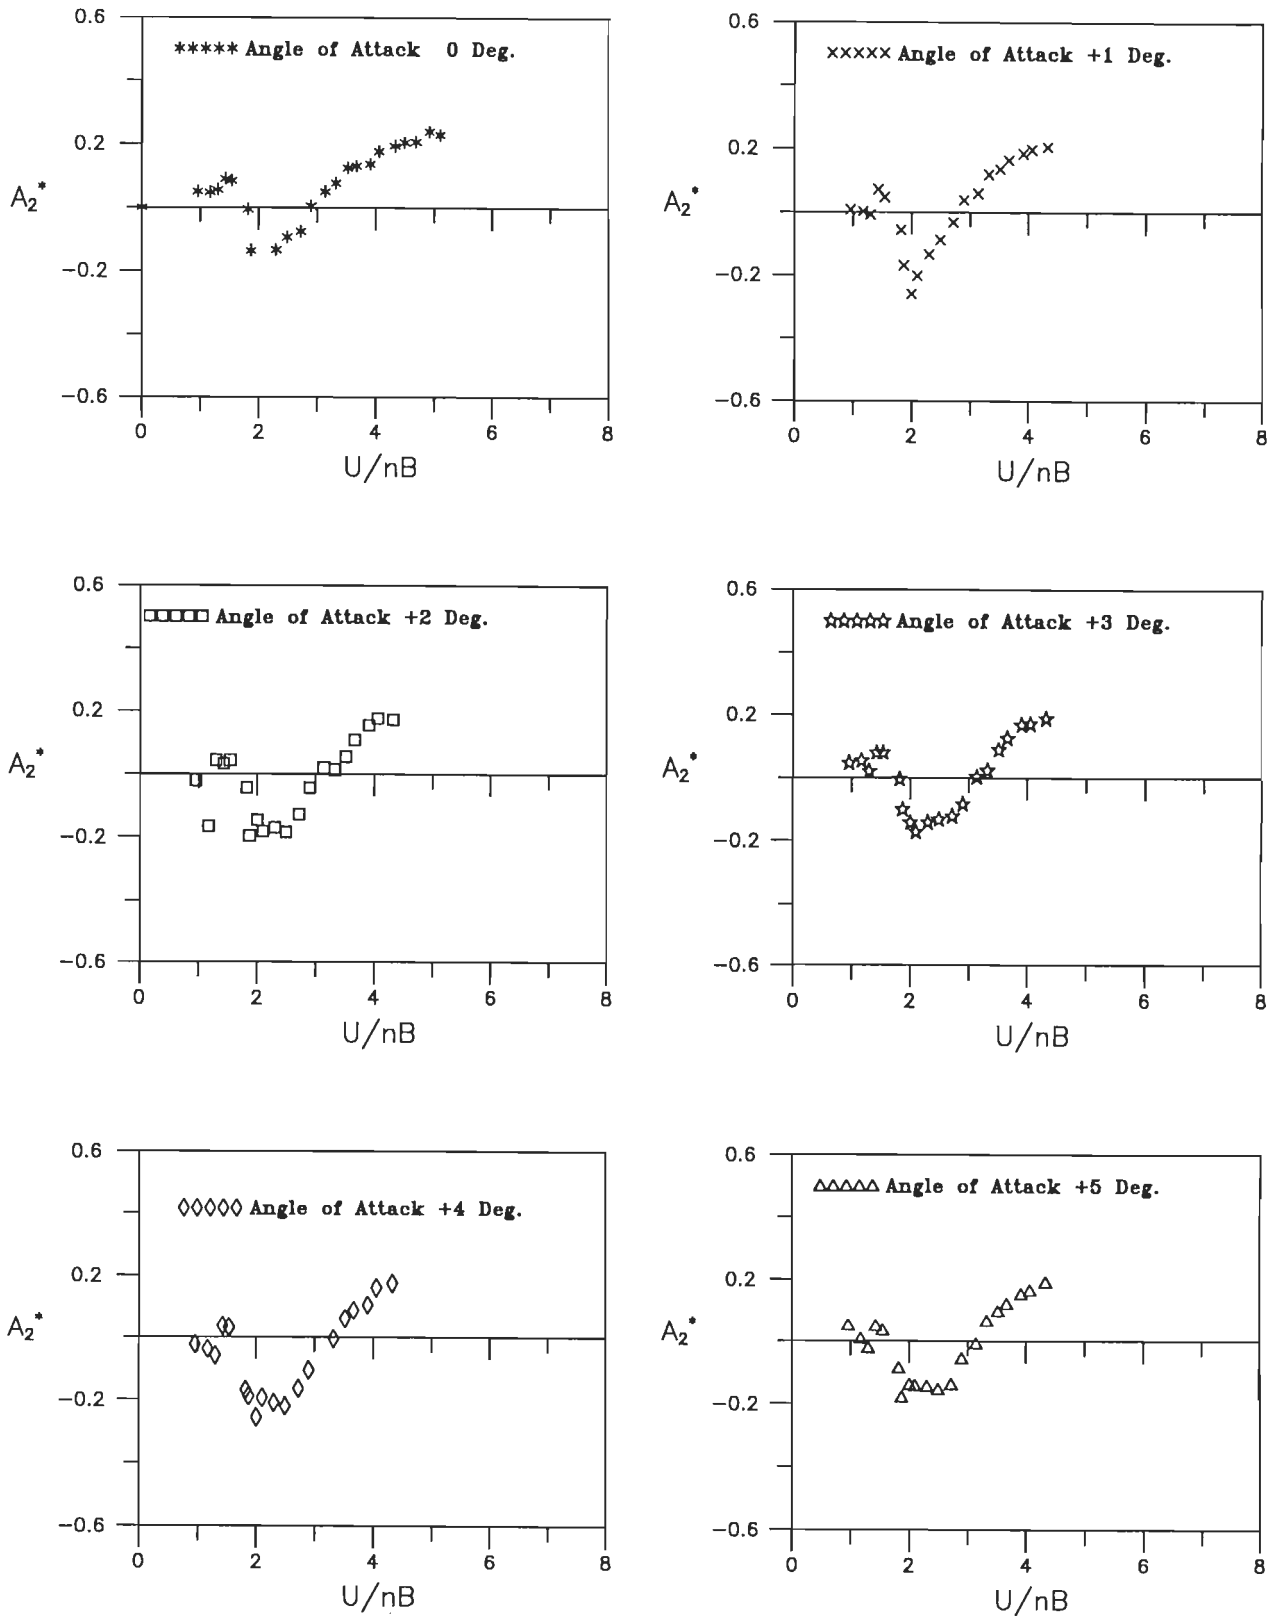 0.6
***** Angle of Attack 0 Deg.
0.2
A2*
-0.2
-0.6
0 2 4 6 8
U/nB
0.6
××××× Angle of Attack +1 Deg.
0.2
A2*
-0.2
-0.6
0 2 4 6 8
U/nB
0.6
Angle of Attack +2 Deg.
0.2
A2*
-0.2
-0.6
0 2 4 6 8
U/nB
0.6
Angle of Attack +3 Deg.
0.2
A2*
-0.2
-0.6
0 2 4 6 8
U/nB
0.6
Angle of Attack +4 Deg.
0.2
A2*
-0.2
-0.6
0 2 4 6 8
U/nB
0.6
Angle of Attack +5 Deg.
0.2
A2*
-0.2
-0.6
0 2 4 6 8
U/nB